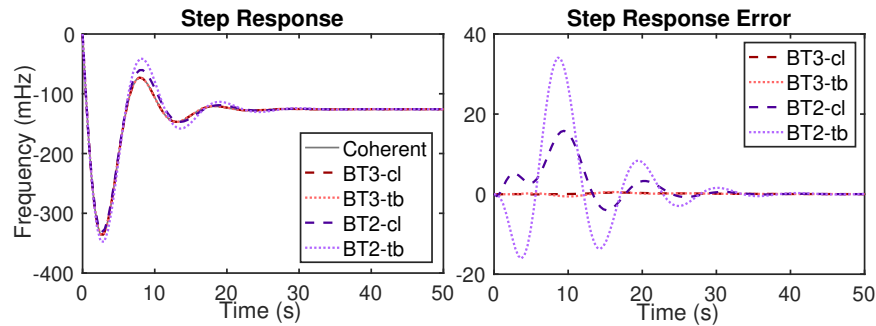 Step Response
Frequency (mHz)
0
-100
-200
-300
-400
Coherent
BT3-cl
BT3-tb
BT2-cl
BT2-tb
0 10 20 30 40 50
Time (s)
Step Response Error
40
20
0
-20
BT3-cl
BT3-tb
BT2-cl
BT2-tb
0 10 20 30 40 50
Time (s)